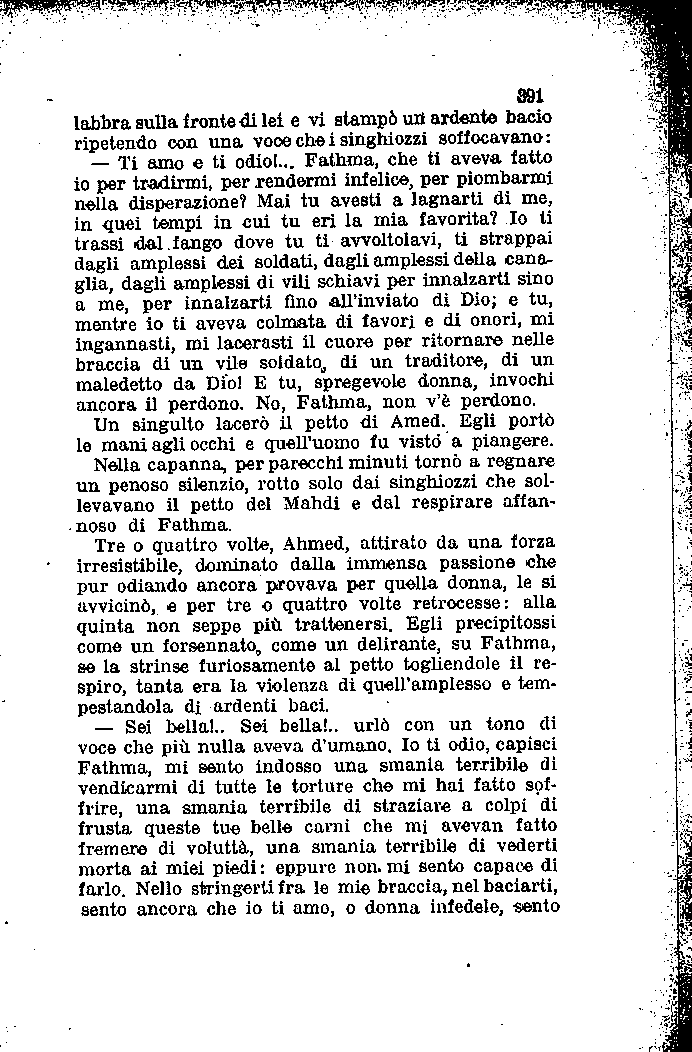 391
labbra sulla fronte di lei e vi stampò un ardente bacio
ripetendo con una voce che i singhiozzi soffocavano:
— Ti amo e ti odio!... Fathma, che ti aveva fatto
io per tradirmi, per rendermi infelice, per piombarmi
nella disperazione? Mai tu avesti a lagnarti di me,
in quei tempi in cui tu eri la mia favorita? Io ti
trassi dal fango dove tu ti avvoltolavi, ti strappai
dagli amplessi dei soldati, dagli amplessi della cana-
glia, dagli amplessi di vili schiavi per innalzarti sino
a me, per innalzarti fino all'inviato di Dio; e tu,
mentre io ti aveva colmata di favori e di onori, mi
ingannasti, mi lacerasti il cuore per ritornare nelle
braccia di un vile soldato, di un traditore, di un
maledetto da Dio! E tu, spregevole donna, invochi
ancora il perdono. No, Fathma, non v'è perdono.
Un singulto lacerò il petto di Amed. Egli portò
le mani agli occhi e quell'uomo fu visto a piangere.
Nella capanna, per parecchi minuti tornò a regnare
un penoso silenzio, rotto solo dai singhiozzi che sol-
levavano il petto del Mahdi e dal respirare affan-
noso di Fathma.
Tre o quattro volte, Ahmed, attirato da una forza
irresistibile, dominato dalla immensa passione che
pur odiando ancora provava per quella donna, le si
avvicinò, e per tre o quattro volte retrocesse: alla
quinta non seppe più trattenersi. Egli precipitossi
come un forsennato, come un delirante, su Fathma,
se la strinse furiosamente al petto togliendole il re-
spiro, tanta era la violenza di quell'amplesso e tem-
pestandola di ardenti baci.
— Sei bella!.. Sei bella!.. urlò con un tono di
voce che più nulla aveva d'umano. Io ti odio, capisci
Fathma, mi sento indosso una smania terribile di
vendicarmi di tutte le torture che mi hai fatto sof-
frire, una smania terribile di straziare a colpi di
frusta queste tue belle carni che mi avevan fatto
fremere di voluttà, una smania terribile di vederti
morta ai miei piedi: eppure non mi sento capace di
farlo. Nello stringerti fra le mie braccia, nel baciarti,
sento ancora che io ti amo, o donna infedele, sento